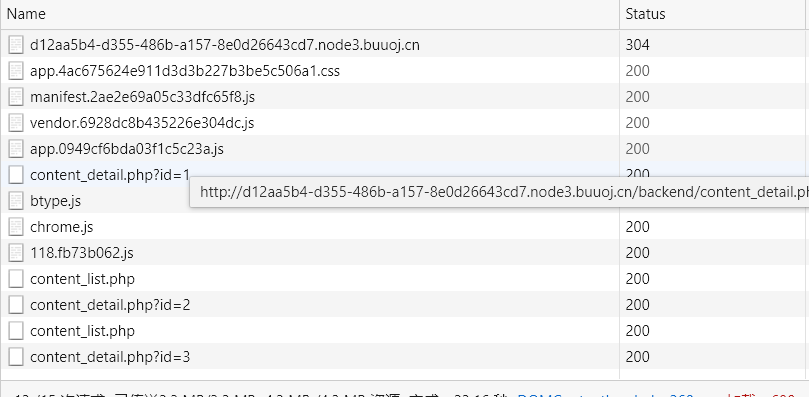 Name Status
d12aa5b4-d355-486b-a157-8e0d26643cd7.node3.buuoj.cn 304
app.4ac675624e911d3d3b227b3be5c506a1.css 200
manifest.2ae2e69a05c33dfc65f8.js 200
vendor.6928dc8b435226e304dc.js 200
app.0949cf6bda03f1c5c23a.js 200
content_detail.php?id=1 200
http://d12aa5b4-d355-486b-a157-8e0d26643cd7.node3.buuoj.cn/backend/content_detail.ph
btype.js
chrome.js 200
118.fb73b062.js 200
content_list.php 200
content_detail.php?id=2 200
content_list.php 200
content_detail.php?id=3 200